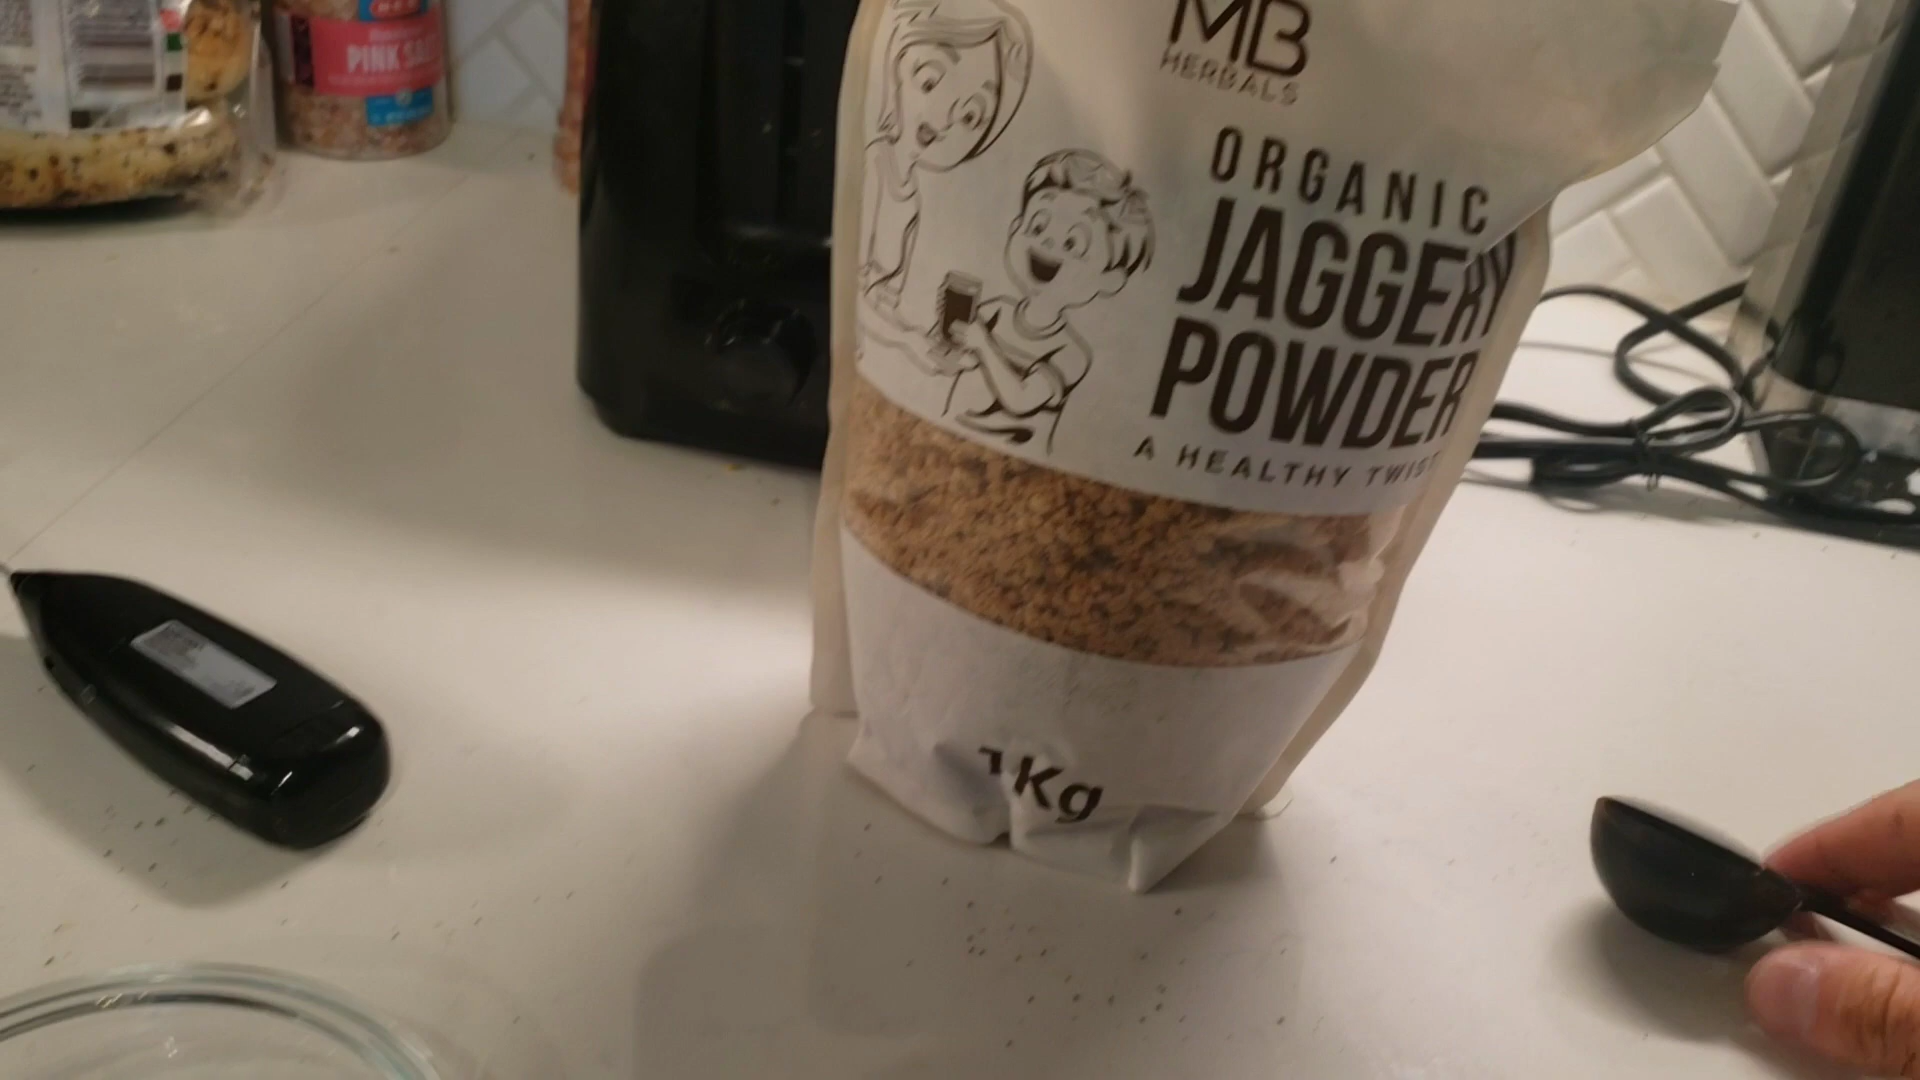 H-E-B
PINK SALT
MB
HERBALS
ORGANIC
JAGGERY
POWDER
A HEALTHY TWIST
1Kg